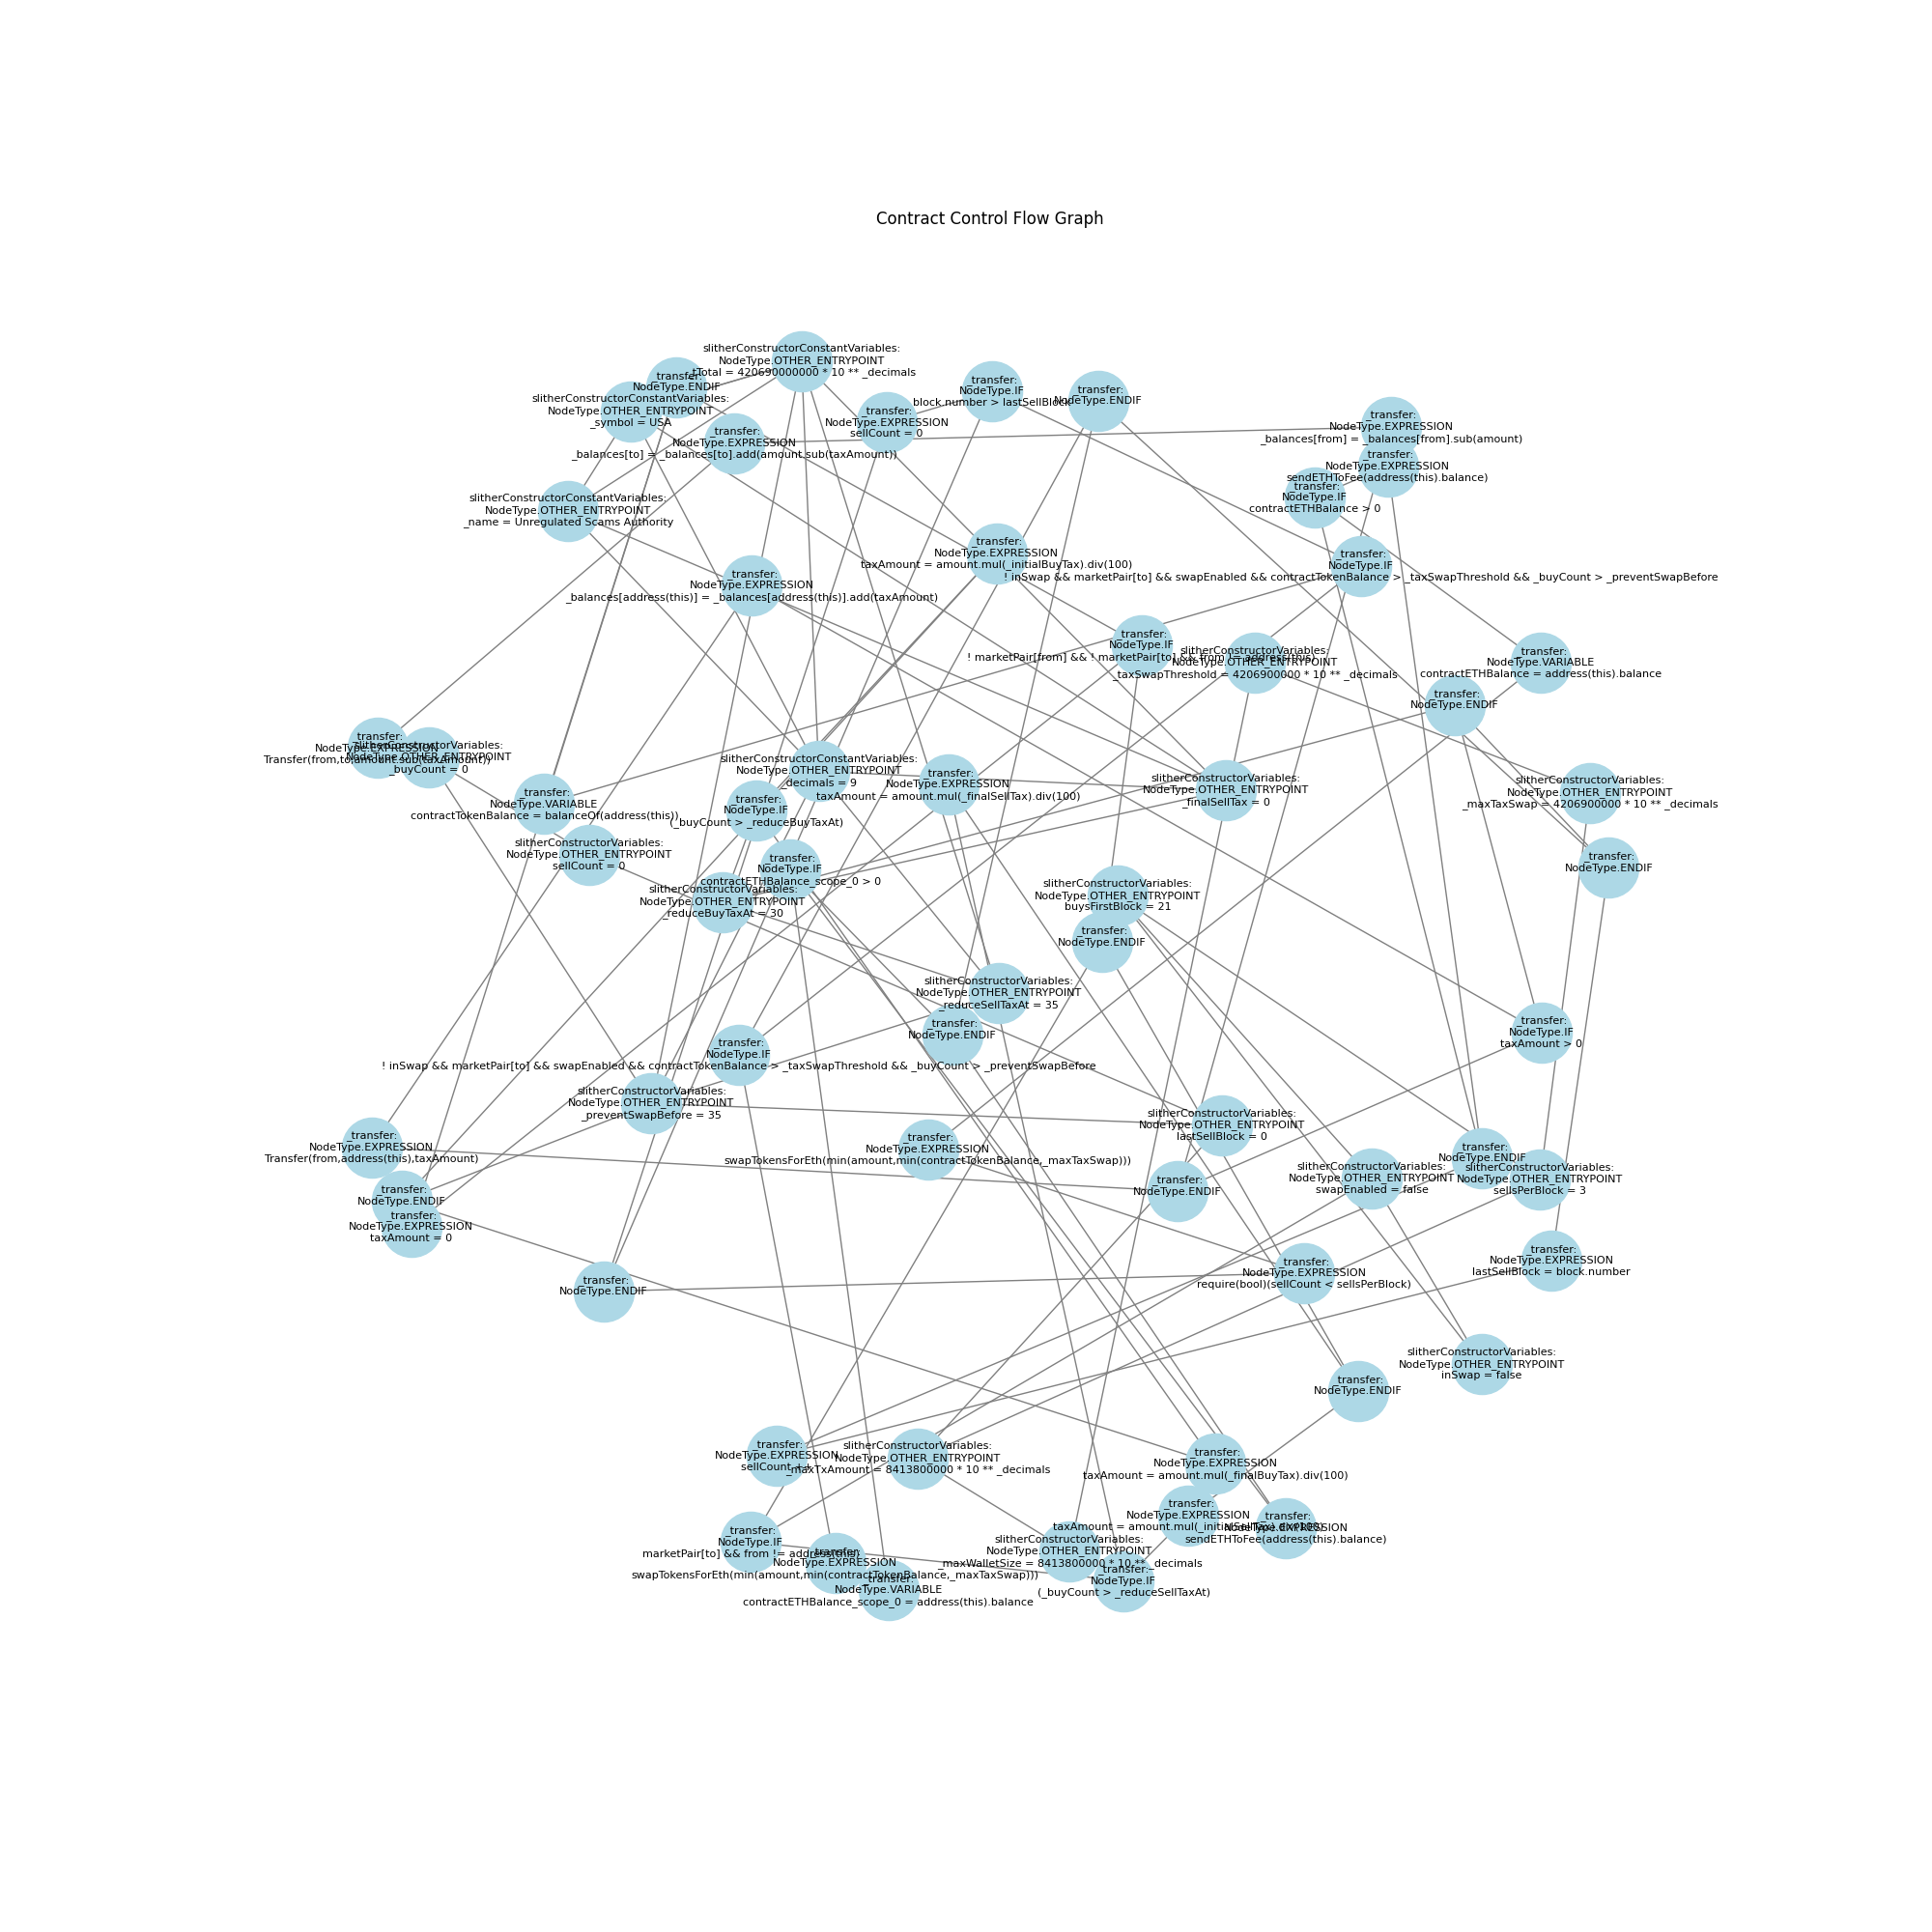 Contract Control Flow Graph
slitherConstructorConstantVariables:
NodeType.OTHER_ENTRYPOINT
_tTotal = 420690000000 * 10 ** _decimals
_transfer:
NodeType.ENDIF
slitherConstructorConstantVariables:
NodeType.OTHER_ENTRYPOINT
_symbol = USA
_transfer:
NodeType.IF
block.number > lastSellBlock
_transfer:
NodeType.ENDIF
_transfer:
NodeType.EXPRESSION
sellCount = 0
_transfer:
NodeType.EXPRESSION
_balances[from] = _balances[from].sub(amount)
_transfer:
NodeType.EXPRESSION
_balances[to] = _balances[to].add(amount.sub(taxAmount))
_transfer:
NodeType.EXPRESSION
sendETHToFee(address(this).balance)
_transfer:
NodeType.IF
contractETHBalance > 0
slitherConstructorConstantVariables:
NodeType.OTHER_ENTRYPOINT
_name = Unregulated Scams Authority
_transfer:
NodeType.EXPRESSION
taxAmount = amount.mul(_initialBuyTax).div(100)
_transfer:
NodeType.IF
! inSwap && marketPair[to] && swapEnabled && contractTokenBalance > _taxSwapThreshold && _buyCount > _preventSwapBefore
_transfer:
NodeType.EXPRESSION
_balances[address(this)] = _balances[address(this)].add(taxAmount)
_transfer:
NodeType.IF
! marketPair[from] && ! marketPair[to] && from != address(this)
slitherConstructorVariables:
NodeType.OTHER_ENTRYPOINT
_taxSwapThreshold = 4206900000 * 10 ** _decimals
_transfer:
NodeType.VARIABLE
contractETHBalance = address(this).balance
_transfer:
NodeType.ENDIF
_transfer:
NodeType.EXPRESSION
Transfer(from,to,amount.sub(taxAmount))
slitherConstructorVariables:
NodeType.OTHER_ENTRYPOINT
_buyCount = 0
slitherConstructorConstantVariables:
NodeType.OTHER_ENTRYPOINT
_decimals = 9
_transfer:
NodeType.EXPRESSION
taxAmount = amount.mul(_finalSellTax).div(100)
slitherConstructorVariables:
NodeType.OTHER_ENTRYPOINT
_finalSellTax = 0
slitherConstructorVariables:
NodeType.OTHER_ENTRYPOINT
_maxTaxSwap = 4206900000 * 10 ** _decimals
_transfer:
NodeType.VARIABLE
contractTokenBalance = balanceOf(address(this))
_transfer:
NodeType.IF
(_buyCount > _reduceBuyTaxAt)
slitherConstructorVariables:
NodeType.OTHER_ENTRYPOINT
sellCount = 0
_transfer:
NodeType.IF
contractETHBalance_scope_0 > 0
_transfer:
NodeType.ENDIF
slitherConstructorVariables:
NodeType.OTHER_ENTRYPOINT
_reduceBuyTaxAt = 30
slitherConstructorVariables:
NodeType.OTHER_ENTRYPOINT
buysFirstBlock = 21
_transfer:
NodeType.ENDIF
slitherConstructorVariables:
NodeType.OTHER_ENTRYPOINT
_reduceSellTaxAt = 35
_transfer:
NodeType.ENDIF
_transfer:
NodeType.IF
taxAmount > 0
_transfer:
NodeType.IF
! inSwap && marketPair[to] && swapEnabled && contractTokenBalance > _taxSwapThreshold && _buyCount > _preventSwapBefore
slitherConstructorVariables:
NodeType.OTHER_ENTRYPOINT
_preventSwapBefore = 35
slitherConstructorVariables:
NodeType.OTHER_ENTRYPOINT
lastSellBlock = 0
_transfer:
NodeType.EXPRESSION
Transfer(from,address(this),taxAmount)
_transfer:
NodeType.EXPRESSION
swapTokensForEth(min(amount,min(contractTokenBalance,_maxTaxSwap)))
_transfer:
NodeType.ENDIF
slitherConstructorVariables:
NodeType.OTHER_ENTRYPOINT
sellsPerBlock = 3
slitherConstructorVariables:
NodeType.OTHER_ENTRYPOINT
swapEnabled = false
_transfer:
NodeType.ENDIF
_transfer:
NodeType.ENDIF
_transfer:
NodeType.EXPRESSION
taxAmount = 0
_transfer:
NodeType.EXPRESSION
lastSellBlock = block.number
_transfer:
NodeType.EXPRESSION
require(bool)(sellCount < sellsPerBlock)
_transfer:
NodeType.ENDIF
slitherConstructorVariables:
NodeType.OTHER_ENTRYPOINT
inSwap = false
_transfer:
NodeType.ENDIF
_transfer:
NodeType.EXPRESSION
sellCount ++
slitherConstructorVariables:
NodeType.OTHER_ENTRYPOINT
_maxTxAmount = 8413800000 * 10 ** _decimals
_transfer:
NodeType.EXPRESSION
taxAmount = amount.mul(_finalBuyTax).div(100)
_transfer:
NodeType.EXPRESSION
taxAmount = amount.mul(_initialSellTax).div(100)
_transfer:
NodeType.EXPRESSION
sendETHToFee(address(this).balance)
_transfer:
NodeType.IF
marketPair[to] && from != address(this)
slitherConstructorVariables:
NodeType.OTHER_ENTRYPOINT
_maxWalletSize = 8413800000 * 10 ** _decimals
_transfer:
NodeType.EXPRESSION
swapTokensForEth(min(amount,min(contractTokenBalance,_maxTaxSwap)))
_transfer:
NodeType.IF
(_buyCount > _reduceSellTaxAt)
_transfer:
NodeType.VARIABLE
contractETHBalance_scope_0 = address(this).balance